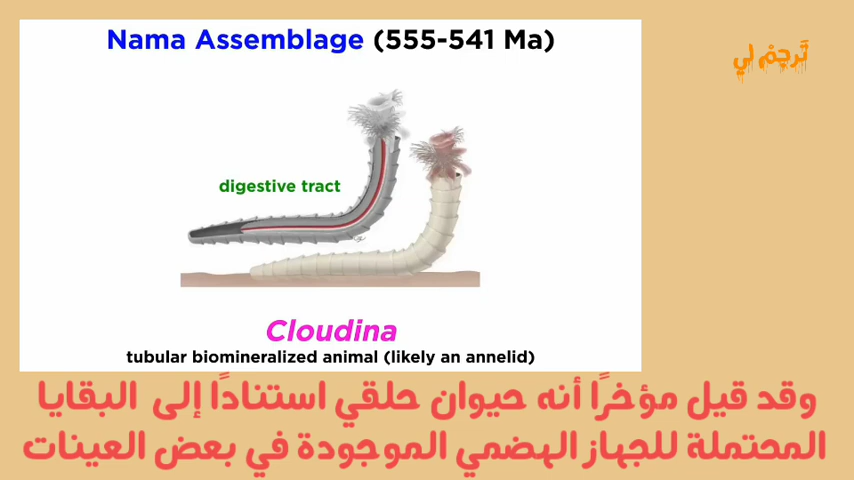 Nama Assemblage (555-541 Ma)
تَرجِم لي
digestive tract
Cloudina
tubular biomineralized animal (likely an annelid)
وقد قيل مؤخرًا أنه حيوان حلقي استنادًا إلى البقايا
المحتملة للجهاز الهضمي الموجودة في بعض العينات